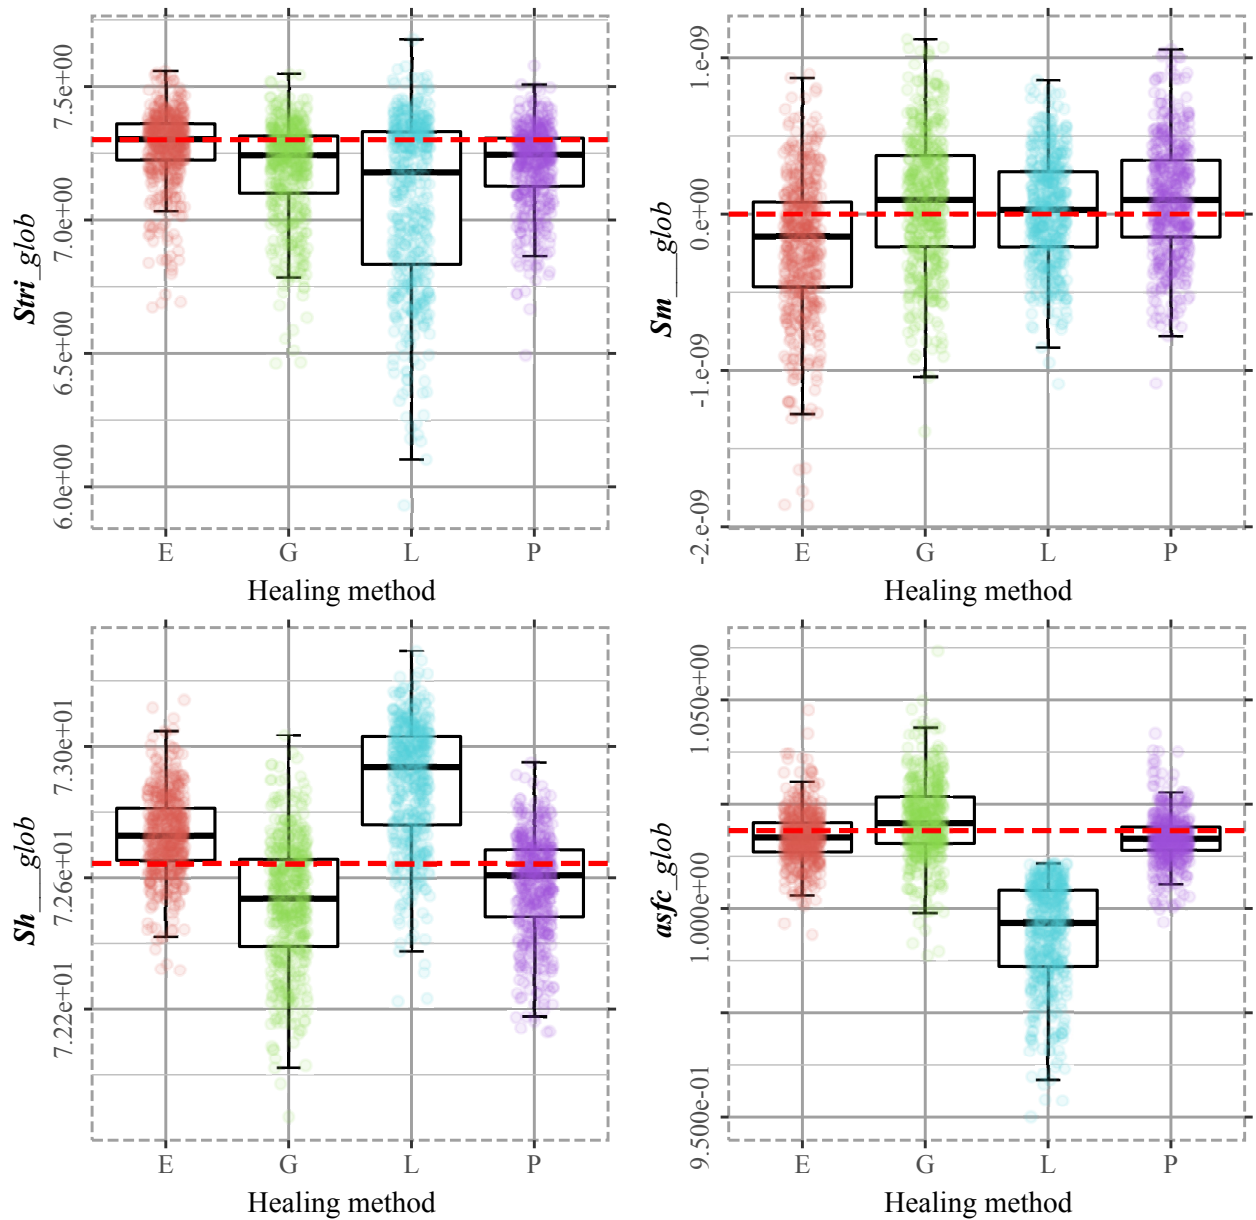 Stri_glob
7.5e+00
7.0e+00
6.5e+00
6.0e+00
E G L P
Healing method
Sm___glob
1.e-09
0.e+00
-1.e-09
-2.e-09
E G L P
Healing method
Sh___glob
7.30e+01
7.26e+01
7.22e+01
E G L P
Healing method
asfc_glob
1.050e+00
1.000e+00
9.500e-01
E G L P
Healing method